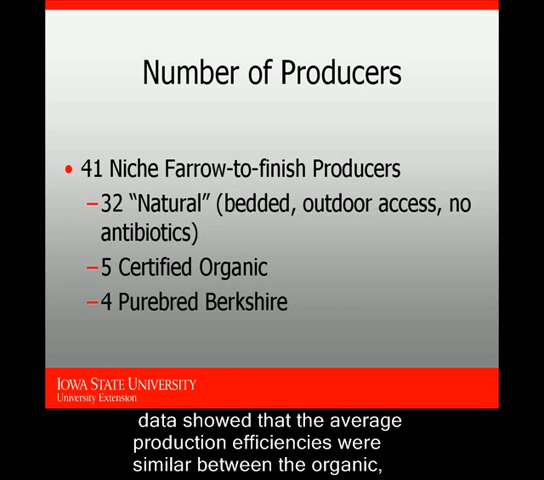 Number of Producers
• 41 Niche Farrow-to-finish Producers
–32 “Natural” (bedded, outdoor access, no
antibiotics)
–5 Certified Organic
–4 Purebred Berkshire
IOWA STATE UNIVERSITY
University Extension
data showed that the average
production efficiencies were
similar between the organic,